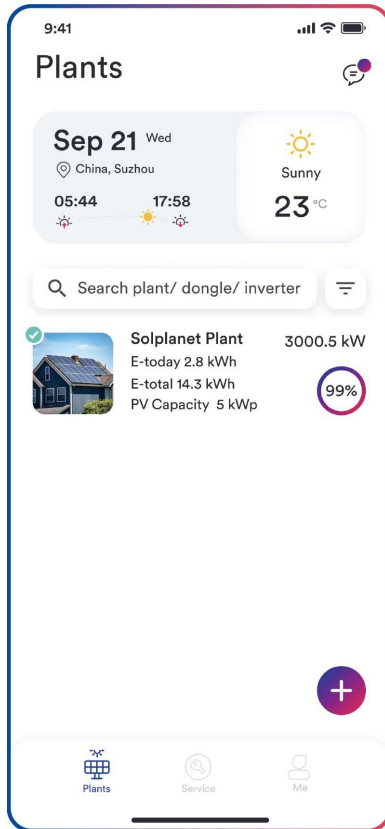 9:41
Plants
Sep 21 Wed
China, Suzhou
05:44 17:58
Sunny
23 °C
Search plant/ dongle/ inverter
Solplanet Plant 3000.5 kW
E-today 2.8 kWh
E-total 14.3 kWh
PV Capacity 5 kWp
99%
Plants Service Me